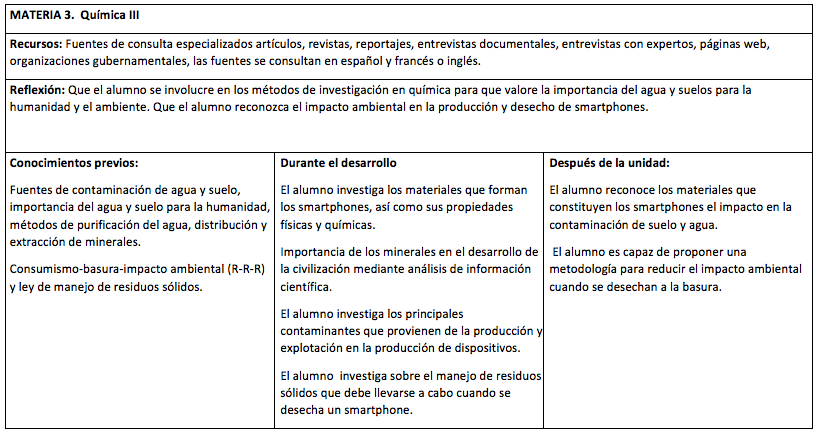 MATERIA 3.  Química III
Recursos: Fuentes de consulta especializados artículos, revistas, reportajes, entrevistas documentales, entrevistas con expertos, páginas web,
organizaciones gubernamentales, las fuentes se consultan en español y francés o inglés.
Reflexión: Que el alumno se involucre en los métodos de investigación en química para que valore la importancia del agua y suelos para la
humanidad y el ambiente. Que el alumno reconozca el impacto ambiental en la producción y desecho de smartphones.
Conocimientos previos:
Fuentes de contaminación de agua y suelo,
importancia del agua y suelo para la humanidad,
métodos de purificación del agua, distribución y
extracción de minerales.
Consumismo-basura-impacto ambiental (R-R-R)
y ley de manejo de residuos sólidos.
Durante el desarrollo
El alumno investiga los materiales que forman
los smartphones, así como sus propiedades
físicas y químicas.
Importancia de los minerales en el desarrollo de
la civilización mediante análisis de información
científica.
El alumno investiga los principales
contaminantes que provienen de la producción y
explotación en la producción de dispositivos.
El alumno  investiga sobre el manejo de residuos
sólidos que debe llevarse a cabo cuando se
desecha un smartphone.
Después de la unidad:
El alumno reconoce los materiales que
constituyen los smartphones el impacto en la
contaminación de suelo y agua.
El alumno es capaz de proponer una
metodología para reducir el impacto ambiental
cuando se desechan a la basura.